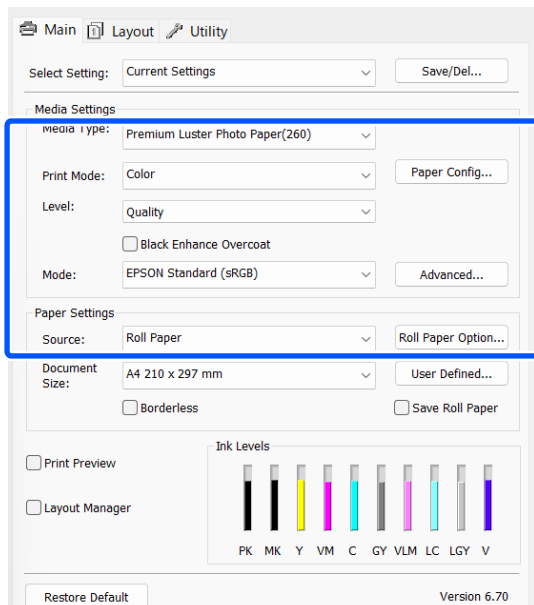 Main Layout Utility
Select Setting: Current Settings Save/Del...
Media Settings
Media Type: Premium Luster Photo Paper(260)
Print Mode: Color Paper Config...
Level: Quality
Black Enhance Overcoat
Mode: EPSON Standard (sRGB) Advanced...
Paper Settings
Source: Roll Paper Roll Paper Option...
Document
Size: A4 210 x 297 mm User Defined...
Borderless Save Roll Paper
Ink Levels
Print Preview
Layout Manager
PK MK Y VM C GY VLM LC LGY V
Restore Default Version 6.70